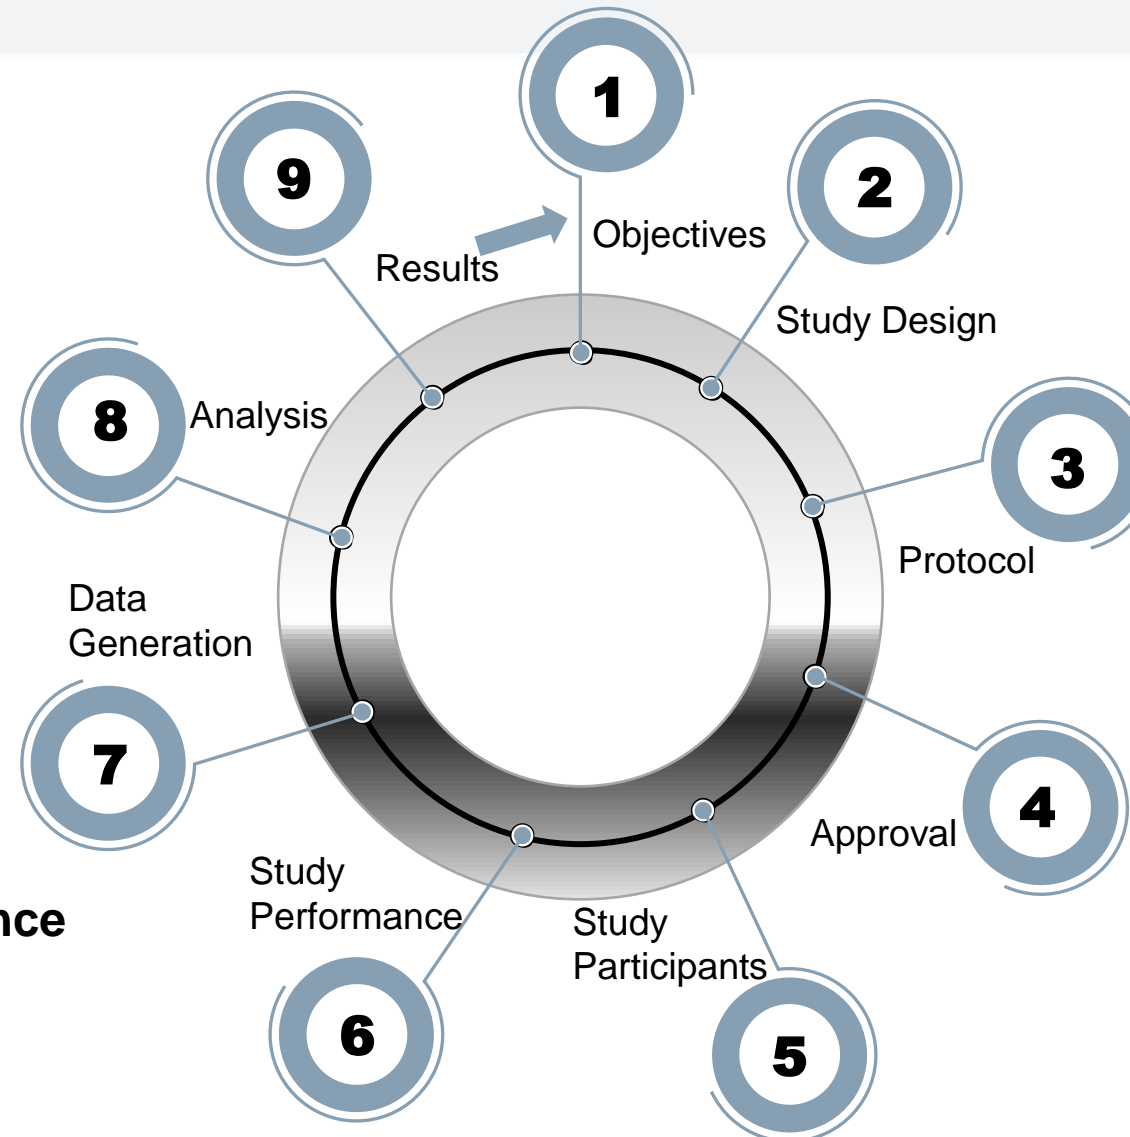 1
Objectives
2
Study Design
3
Protocol
4
Approval
5
Study
Participants
6
Study
Performance
7
Data
Generation
8
Analysis
9
Results
nce